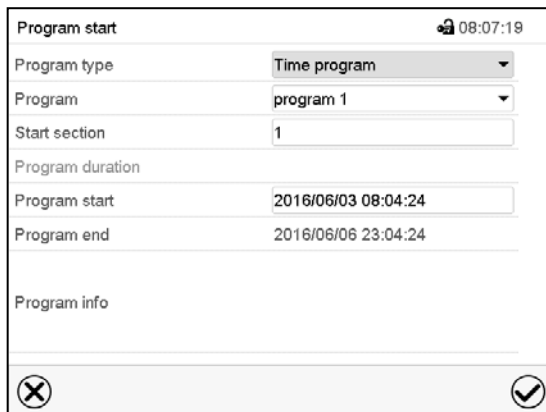 Program start 08:07:19
Program type Time program
Program program 1
Start section 1
Program duration
Program start 2016/06/03 08:04:24
Program end 2016/06/06 23:04:24
Program info